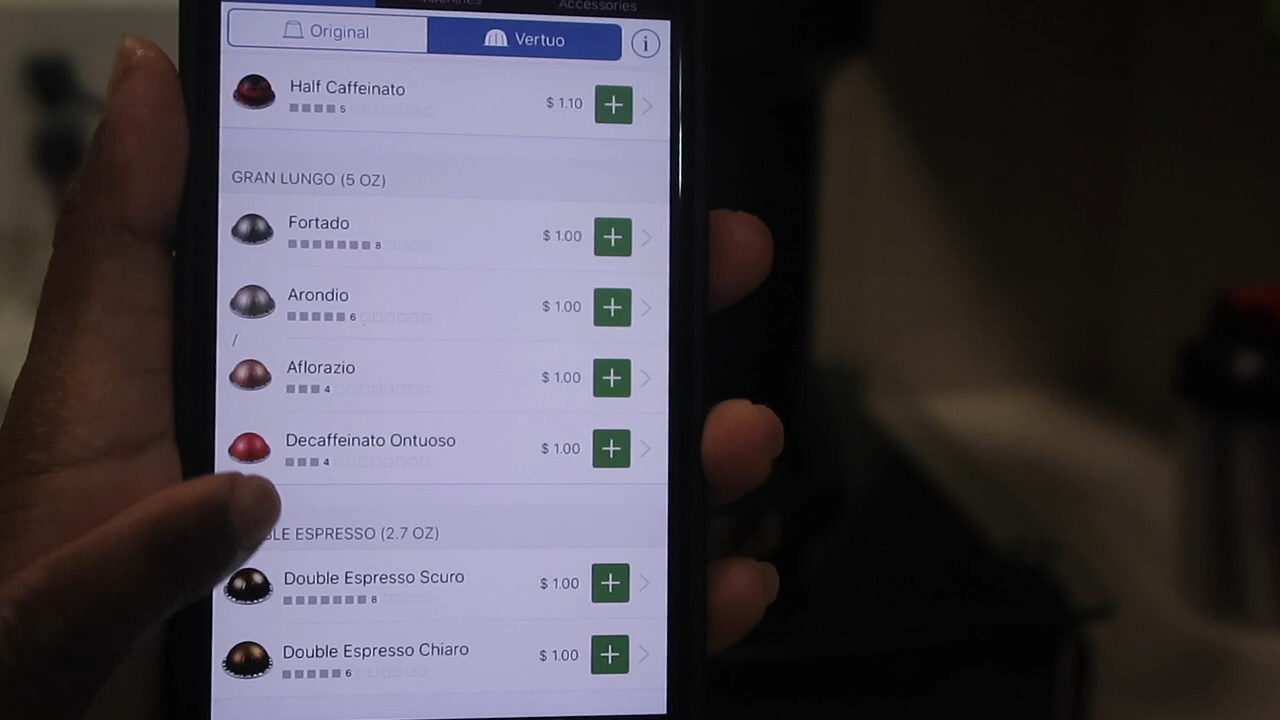 Machines
Accessories
Original
Vertuo
i
Half Caffeinato
5
$ 1.10
+
GRAN LUNGO (5 OZ)
Fortado
8
$ 1.00
+
Arondio
6
$ 1.00
+
/
Aflorazio
4
$ 1.00
+
Decaffeinato Ontuoso
4
$ 1.00
+
BLE ESPRESSO (2.7 OZ)
Double Espresso Scuro
8
$ 1.00
+
Double Espresso Chiaro
6
$ 1.00
+